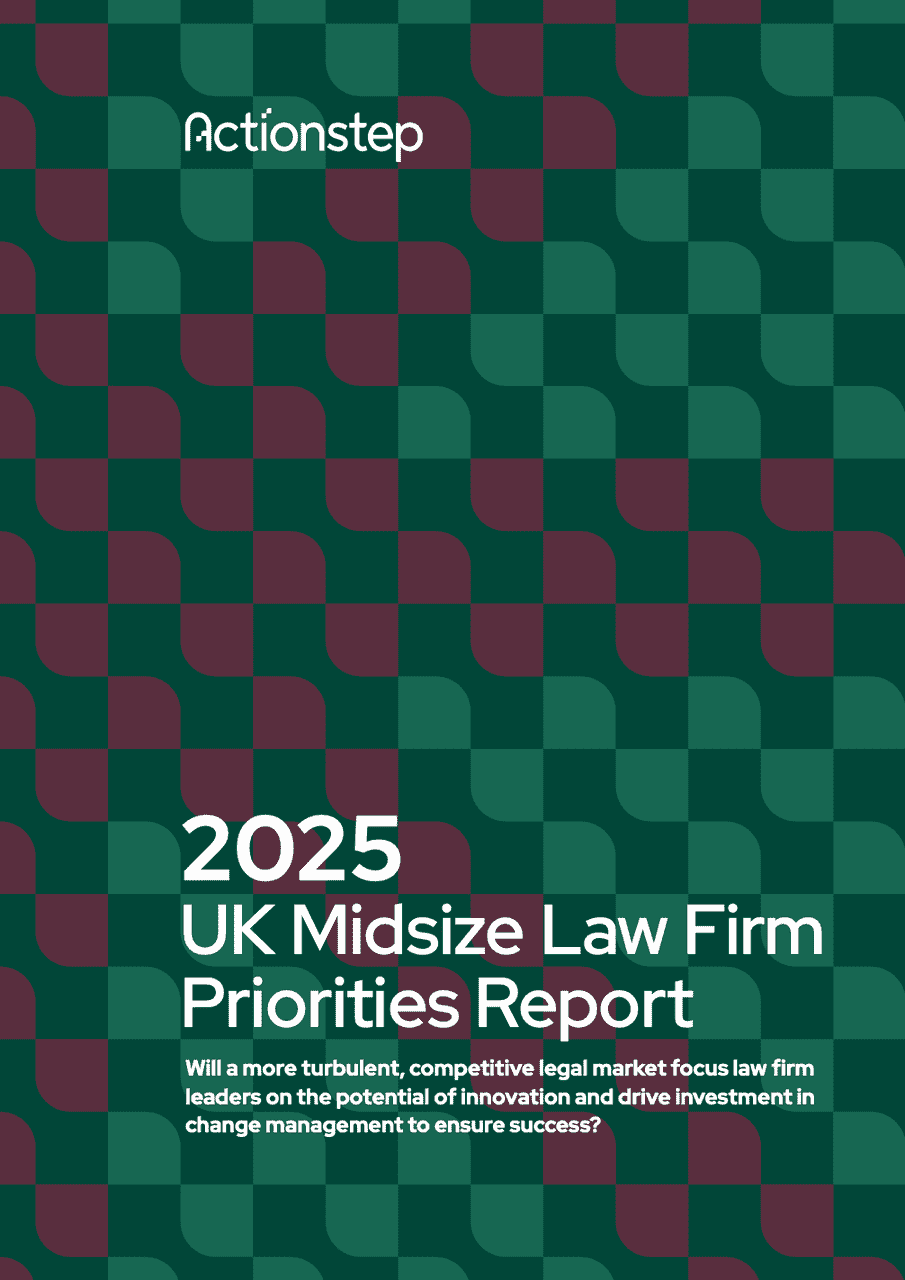 Actionstep
2025
UK Midsize Law Firm
Priorities Report
Will a more turbulent, competitive legal market focus law firm
leaders on the potential of innovation and drive investment in
change management to ensure success?